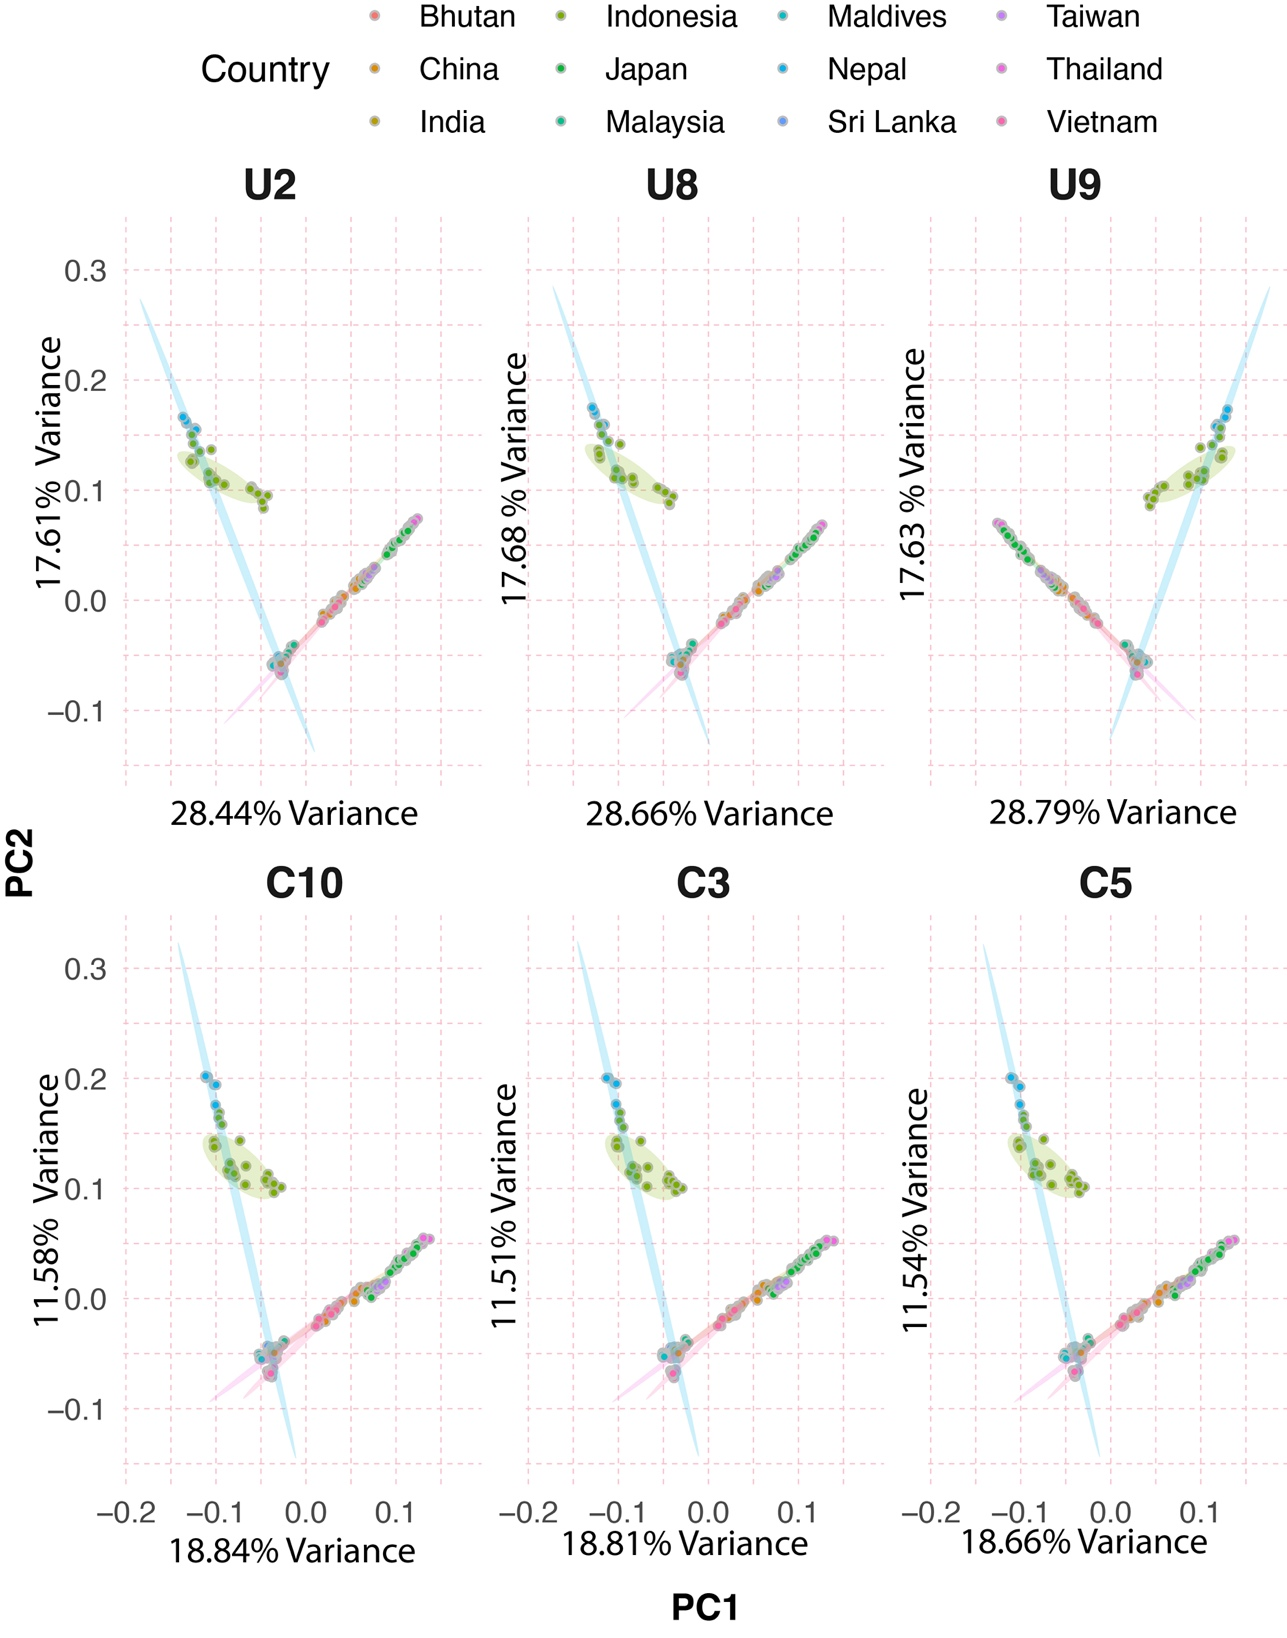 Bhutan Indonesia Maldives Taiwan
Country China Japan Nepal Thailand
India Malaysia Sri Lanka Vietnam
U2 U8 U9
0.3
0.2
0.1
0.0
−0.1
17.61% Variance
17.68 % Variance
17.63 % Variance
28.44% Variance 28.66% Variance 28.79% Variance
PC2
C10 C3 C5
0.3
0.2
0.1
0.0
−0.1
11.58% Variance
11.51% Variance
11.54% Variance
−0.2 −0.1 0.0 0.1 −0.2 −0.1 0.0 0.1 −0.2 −0.1 0.0 0.1
18.84% Variance 18.81% Variance 18.66% Variance
PC1